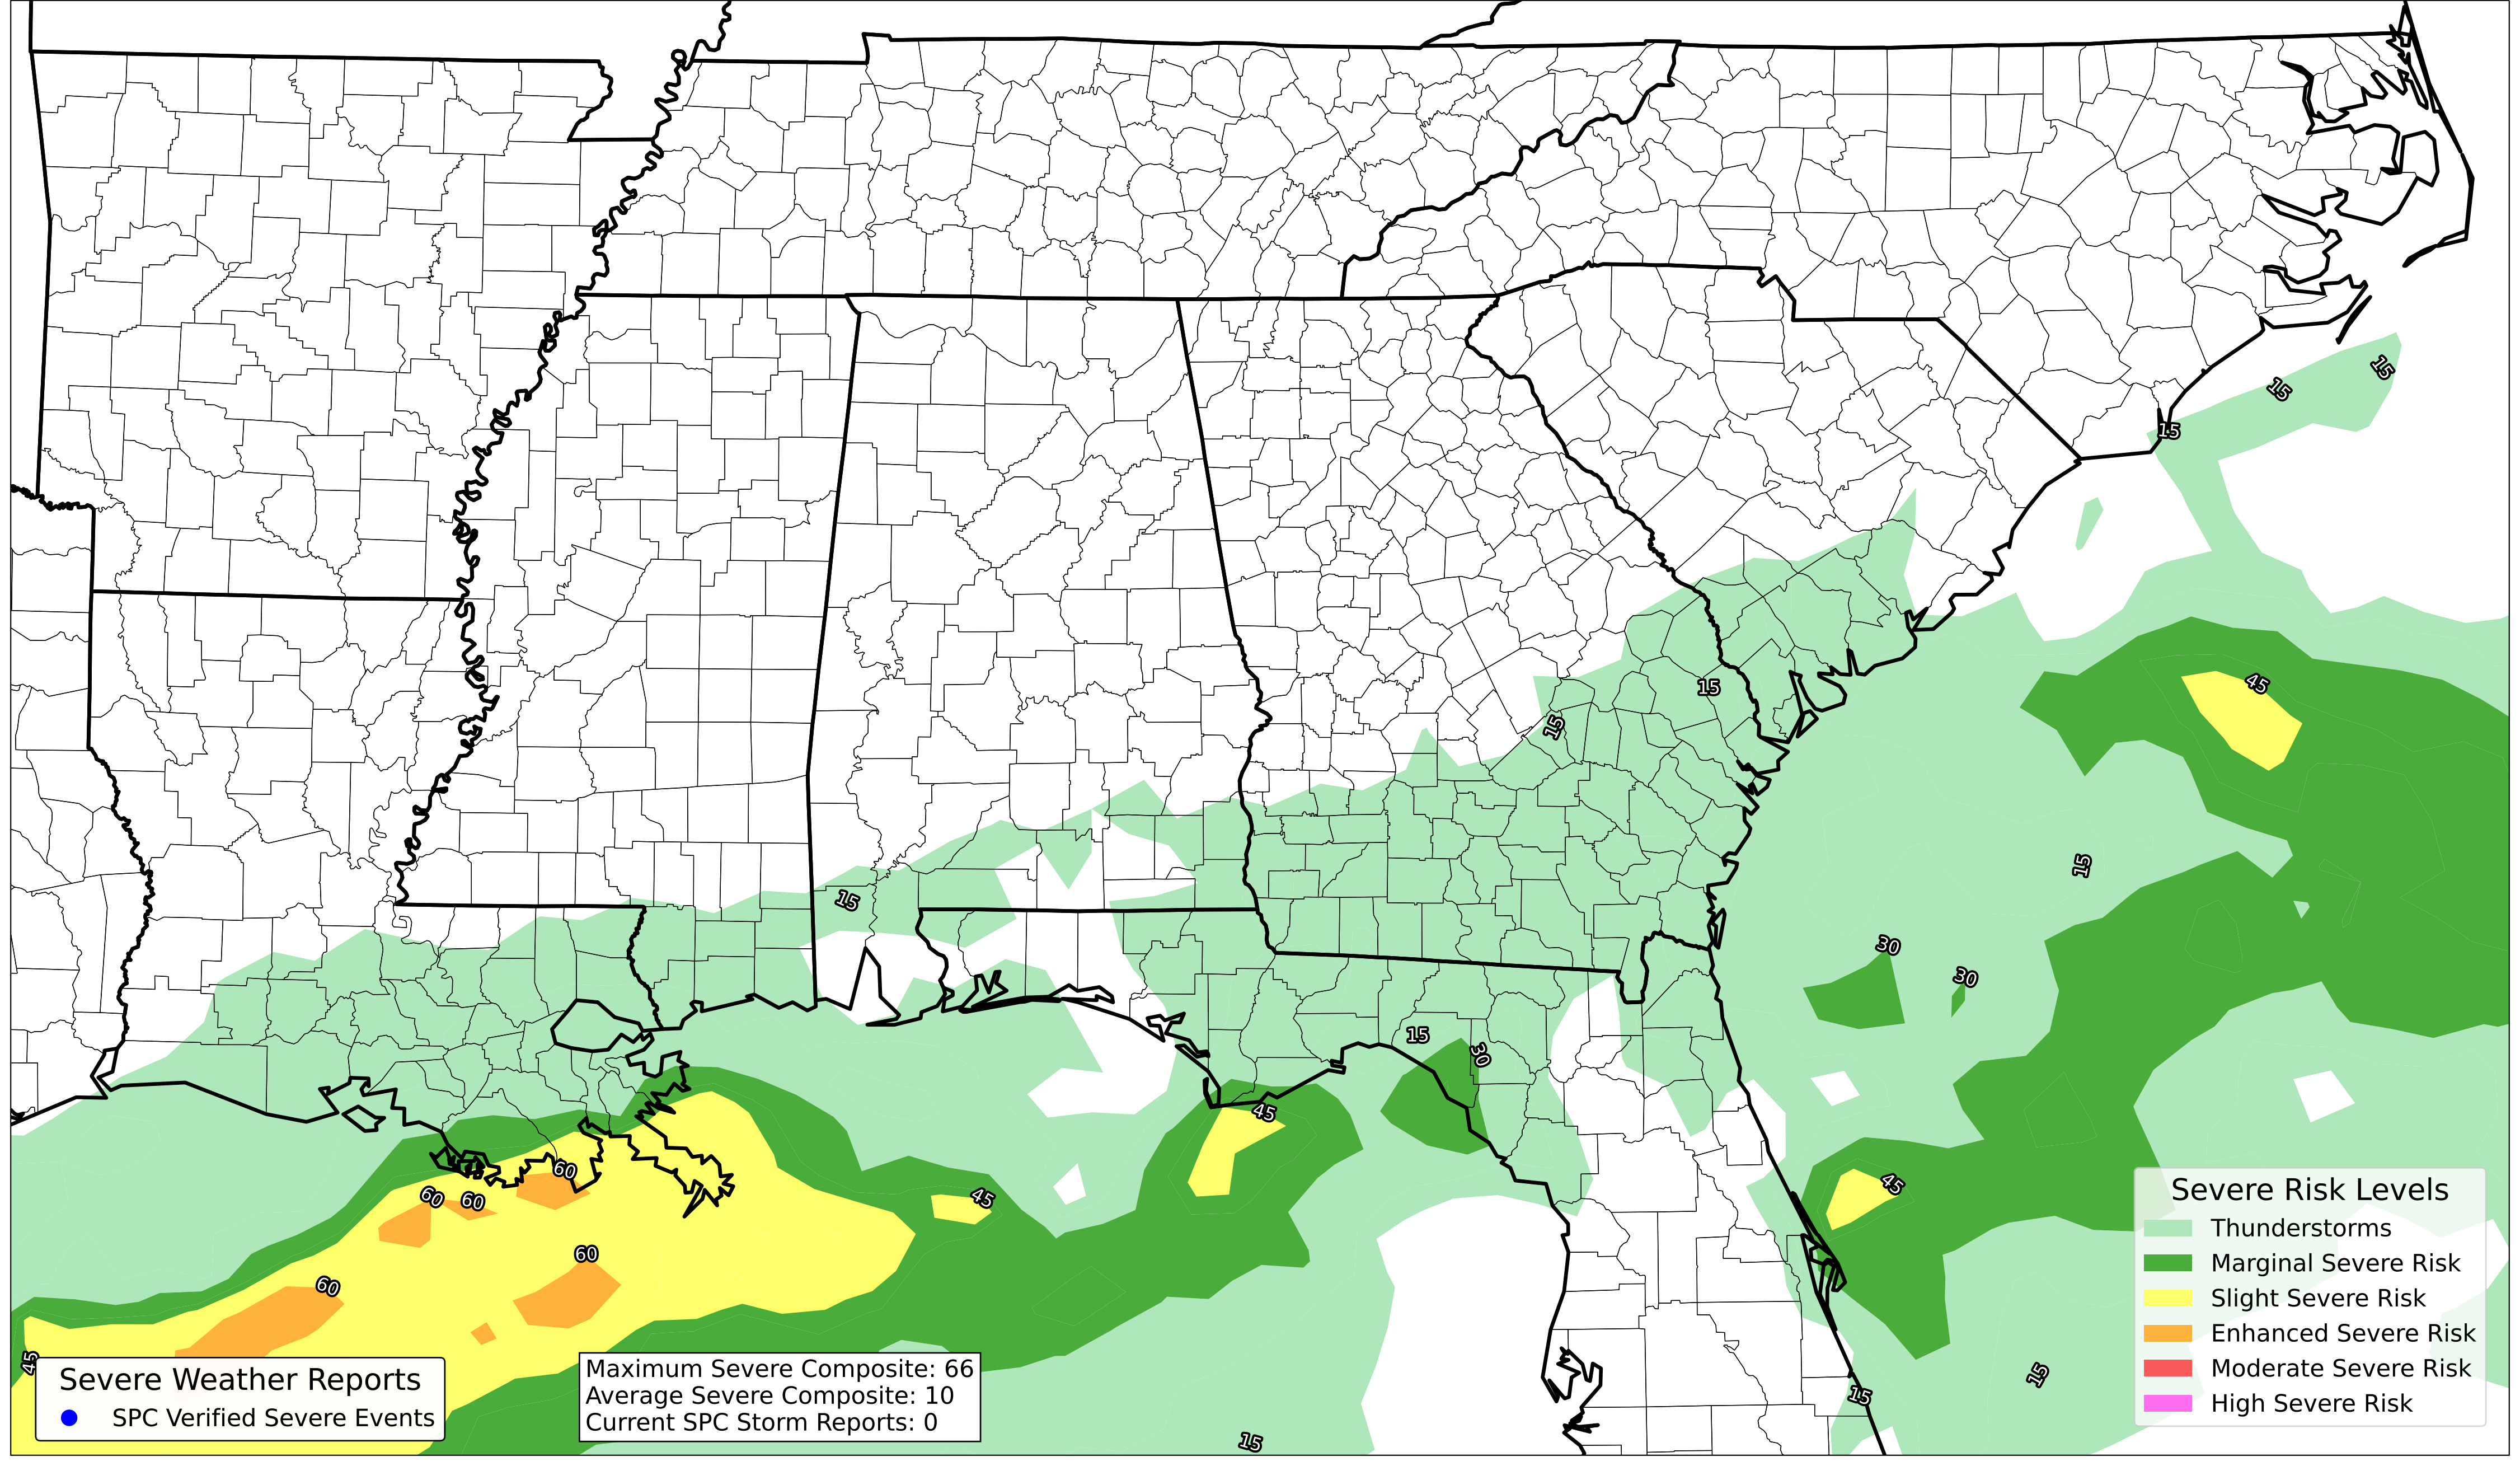 15
15
15
45
15
15
15
15
30
30
15
30
45
45
60
60
60
45
60
60
45
15
15
15
Severe Risk Levels
Thunderstorms
Marginal Severe Risk
Slight Severe Risk
Enhanced Severe Risk
Moderate Severe Risk
High Severe Risk
Severe Weather Reports
SPC Verified Severe Events
Maximum Severe Composite: 66
Average Severe Composite: 10
Current SPC Storm Reports: 0